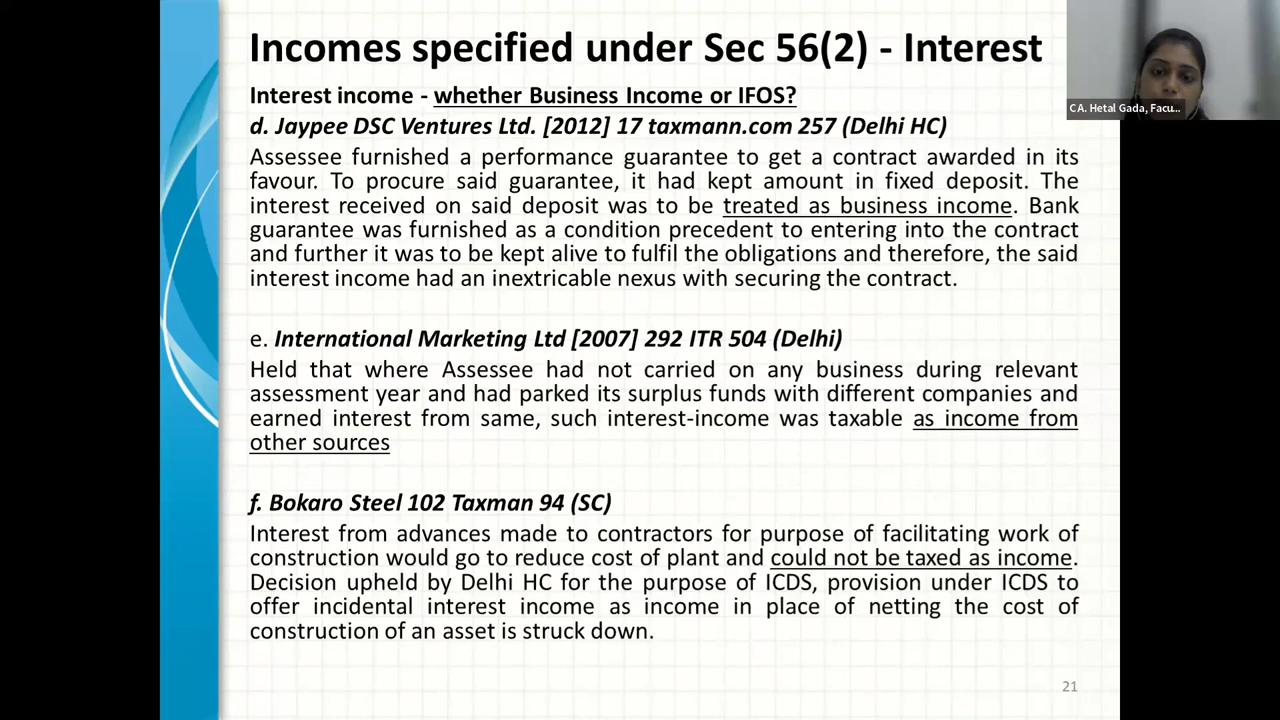 Incomes specified under Sec 56(2) - Interest
CA. Hetal Gada, Facu...
Interest income - whether Business Income or IFOS?
d. Jaypee DSC Ventures Ltd. [2012] 17 taxmann.com 257 (Delhi HC)
Assessee furnished a performance guarantee to get a contract awarded in its
favour. To procure said guarantee, it had kept amount in fixed deposit. The
interest received on said deposit was to be treated as business income. Bank
guarantee was furnished as a condition precedent to entering into the contract
and further it was to be kept alive to fulfil the obligations and therefore, the said
interest income had an inextricable nexus with securing the contract.
e. International Marketing Ltd [2007] 292 ITR 504 (Delhi)
Held that where Assessee had not carried on any business during relevant
assessment year and had parked its surplus funds with different companies and
earned interest from same, such interest-income was taxable as income from
other sources
f. Bokaro Steel 102 Taxman 94 (SC)
Interest from advances made to contractors for purpose of facilitating work of
construction would go to reduce cost of plant and could not be taxed as income.
Decision upheld by Delhi HC for the purpose of ICDS, provision under ICDS to
offer incidental interest income as income in place of netting the cost of
construction of an asset is struck down.
21